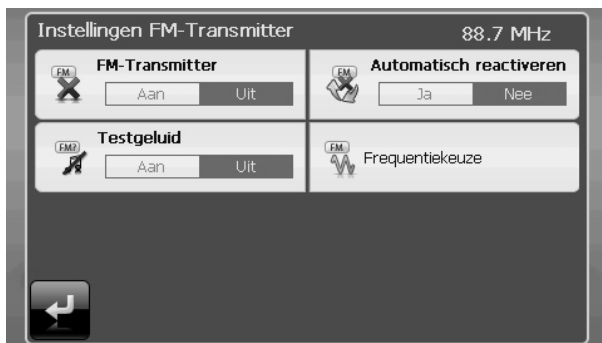 Instellingen FM-Transmitter 88.7 MHz
FM
FM-Transmitter
Aan Uit
FM
Automatisch reactiveren
Ja Nee
FM?
Testgeluid
Aan Uit
FM
Frequentiekeuze